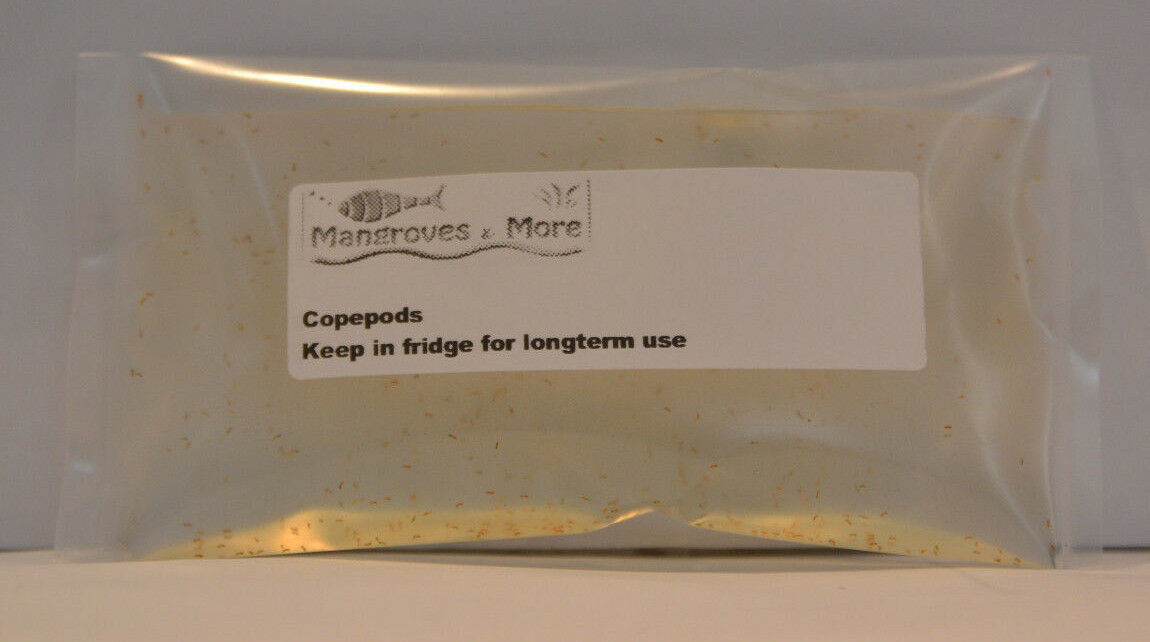 Mangroves & More
Copepods
Keep in fridge for longterm use